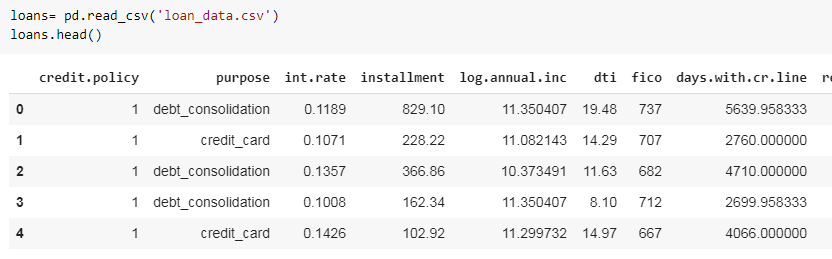 loans= pd.read_csv('loan_data.csv')
loans.head()
credit.policy purpose int.rate installment log.annual.inc dti fico days.with.cr.line
0 1 debt_consolidation 0.1189 829.10 11.350407 19.48 737 5639.958333
1 1 credit_card 0.1071 228.22 11.082143 14.29 707 2760.000000
2 1 debt_consolidation 0.1357 366.86 10.373491 11.63 682 4710.000000
3 1 debt_consolidation 0.1008 162.34 11.350407 8.10 712 2699.958333
4 1 credit_card 0.1426 102.92 11.299732 14.97 667 4066.000000